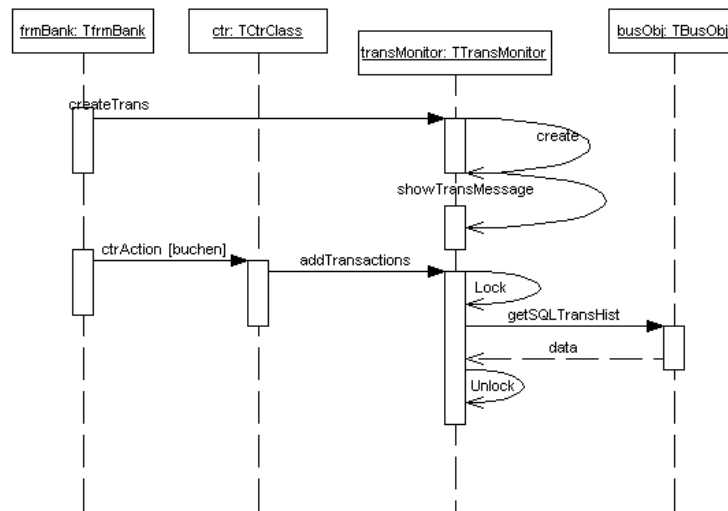 frmBank: TfrmBank
ctr: TCtrClass
transMonitor: TTransMonitor
busObj: TBusObj
createTrans
create
showTransMessage
ctrAction [buchen]
addTransactions
Lock
getSQLTransHist
data
Unlock